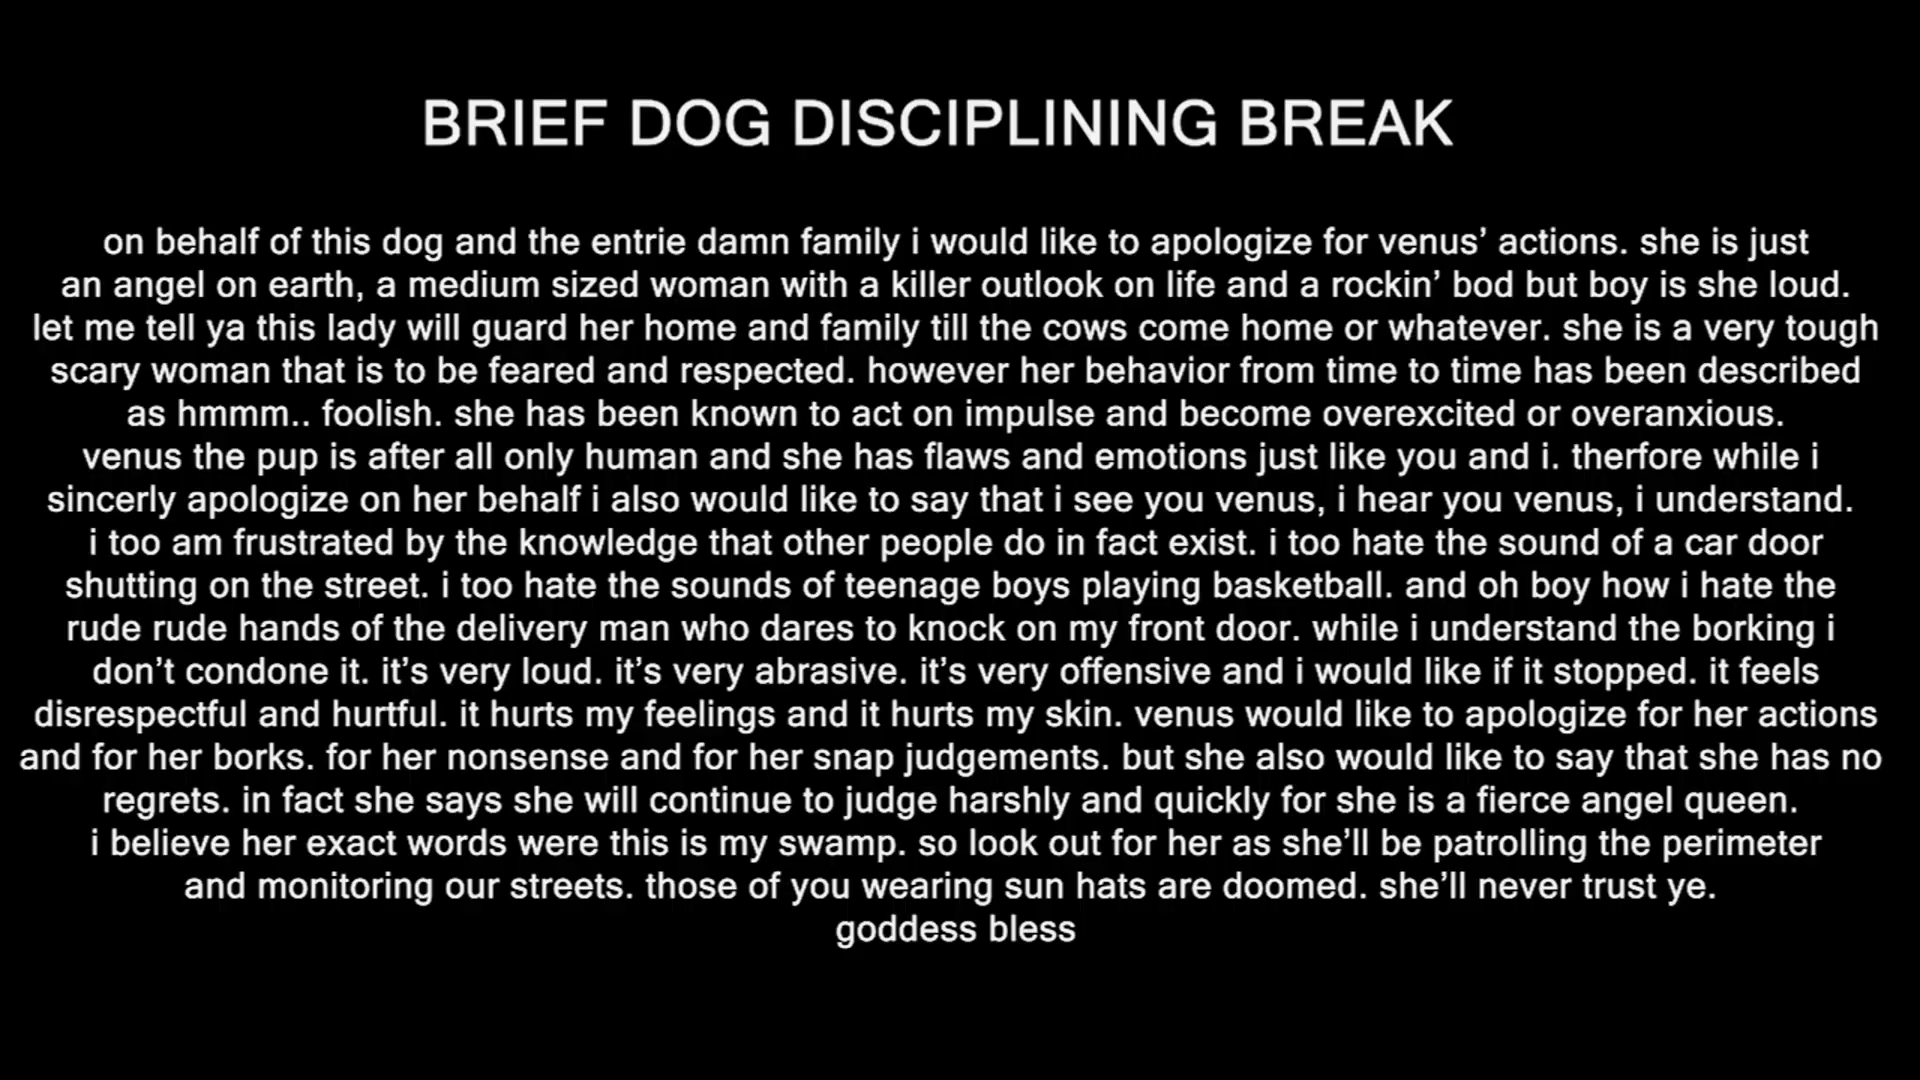 BRIEF DOG DISCIPLINING BREAK
on behalf of this dog and the entrie damn family i would like to apologize for venus’ actions. she is just
an angel on earth, a medium sized woman with a killer outlook on life and a rockin’ bod but boy is she loud.
let me tell ya this lady will guard her home and family till the cows come home or whatever. she is a very tough
scary woman that is to be feared and respected. however her behavior from time to time has been described
as hmmm.. foolish. she has been known to act on impulse and become overexcited or overanxious.
venus the pup is after all only human and she has flaws and emotions just like you and i. therfore while i
sincerly apologize on her behalf i also would like to say that i see you venus, i hear you venus, i understand.
i too am frustrated by the knowledge that other people do in fact exist. i too hate the sound of a car door
shutting on the street. i too hate the sounds of teenage boys playing basketball. and oh boy how i hate the
rude rude hands of the delivery man who dares to knock on my front door. while i understand the borking i
don’t condone it. it’s very loud. it’s very abrasive. it’s very offensive and i would like if it stopped. it feels
disrespectful and hurtful. it hurts my feelings and it hurts my skin. venus would like to apologize for her actions
and for her borks. for her nonsense and for her snap judgements. but she also would like to say that she has no
regrets. in fact she says she will continue to judge harshly and quickly for she is a fierce angel queen.
i believe her exact words were this is my swamp. so look out for her as she’ll be patrolling the perimeter
and monitoring our streets. those of you wearing sun hats are doomed. she’ll never trust ye.
goddess bless